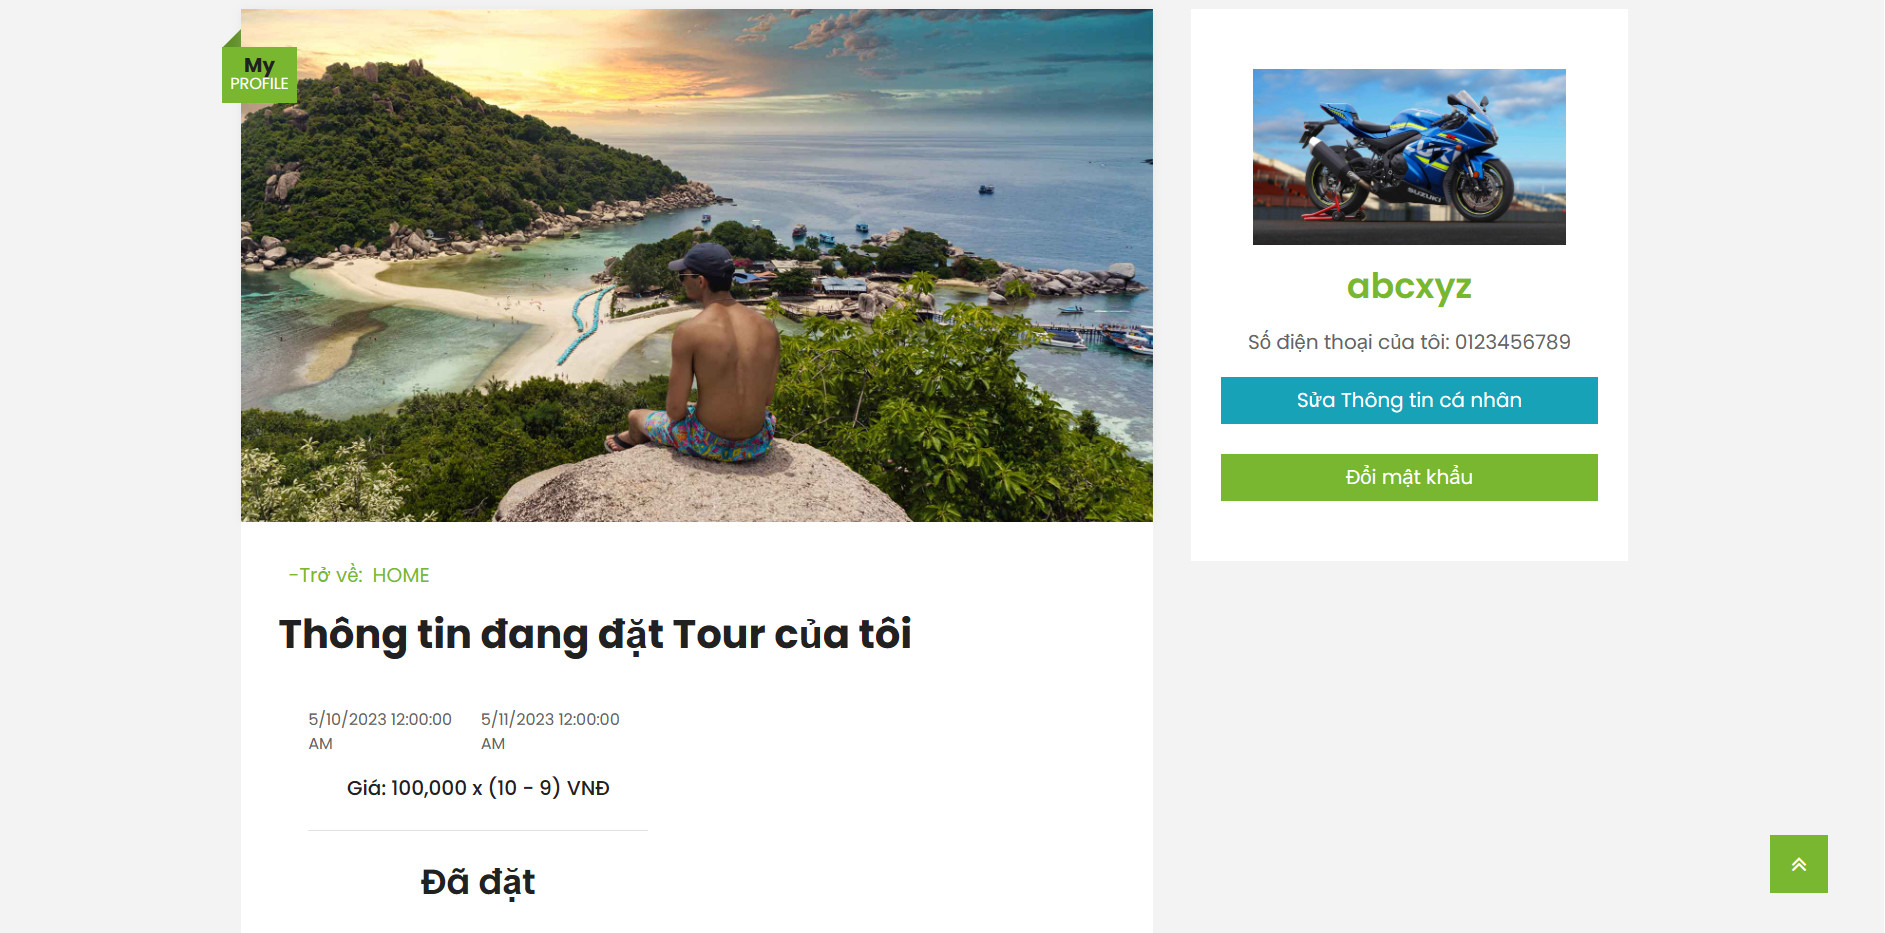 My
PROFILE
SUZUKI
abcxyz
Số điện thoại của tôi: 0123456789
Sửa Thông tin cá nhân
Đổi mật khẩu
-Trở về: HOME
Thông tin đang đặt Tour của tôi
5/10/2023 12:00:00 AM
5/11/2023 12:00:00 AM
Giá: 100,000 x (10 - 9) VNĐ
Đã đặt